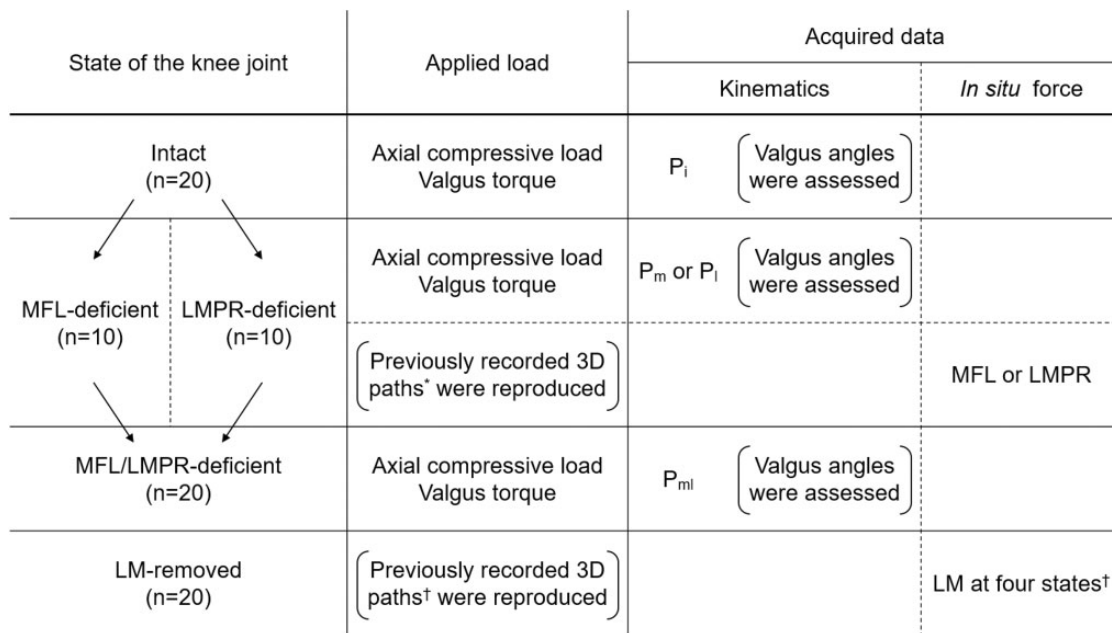 State of the knee joint
Applied load
Acquired data
Kinematics
In situ force
Intact
(n=20)
Axial compressive load
Valgus torque
Pi
Valgus angles
were assessed
MFL-deficient
(n=10)
LMPR-deficient
(n=10)
Axial compressive load
Valgus torque
Pm or Pl
Valgus angles
were assessed
Previously recorded 3D
paths* were reproduced
MFL or LMPR
MFL/LMPR-deficient
(n=20)
Axial compressive load
Valgus torque
Pml
Valgus angles
were assessed
LM-removed
(n=20)
Previously recorded 3D
paths† were reproduced
LM at four states†